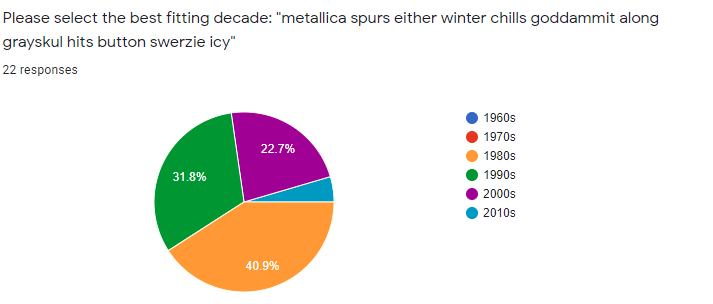 Please select the best fitting decade: "metallica spurs either winter chills goddammit along
grayskul hits button swerzie icy"
22 responses
22.7%
31.8%
40.9%
1960s
1970s
1980s
1990s
2000s
2010s